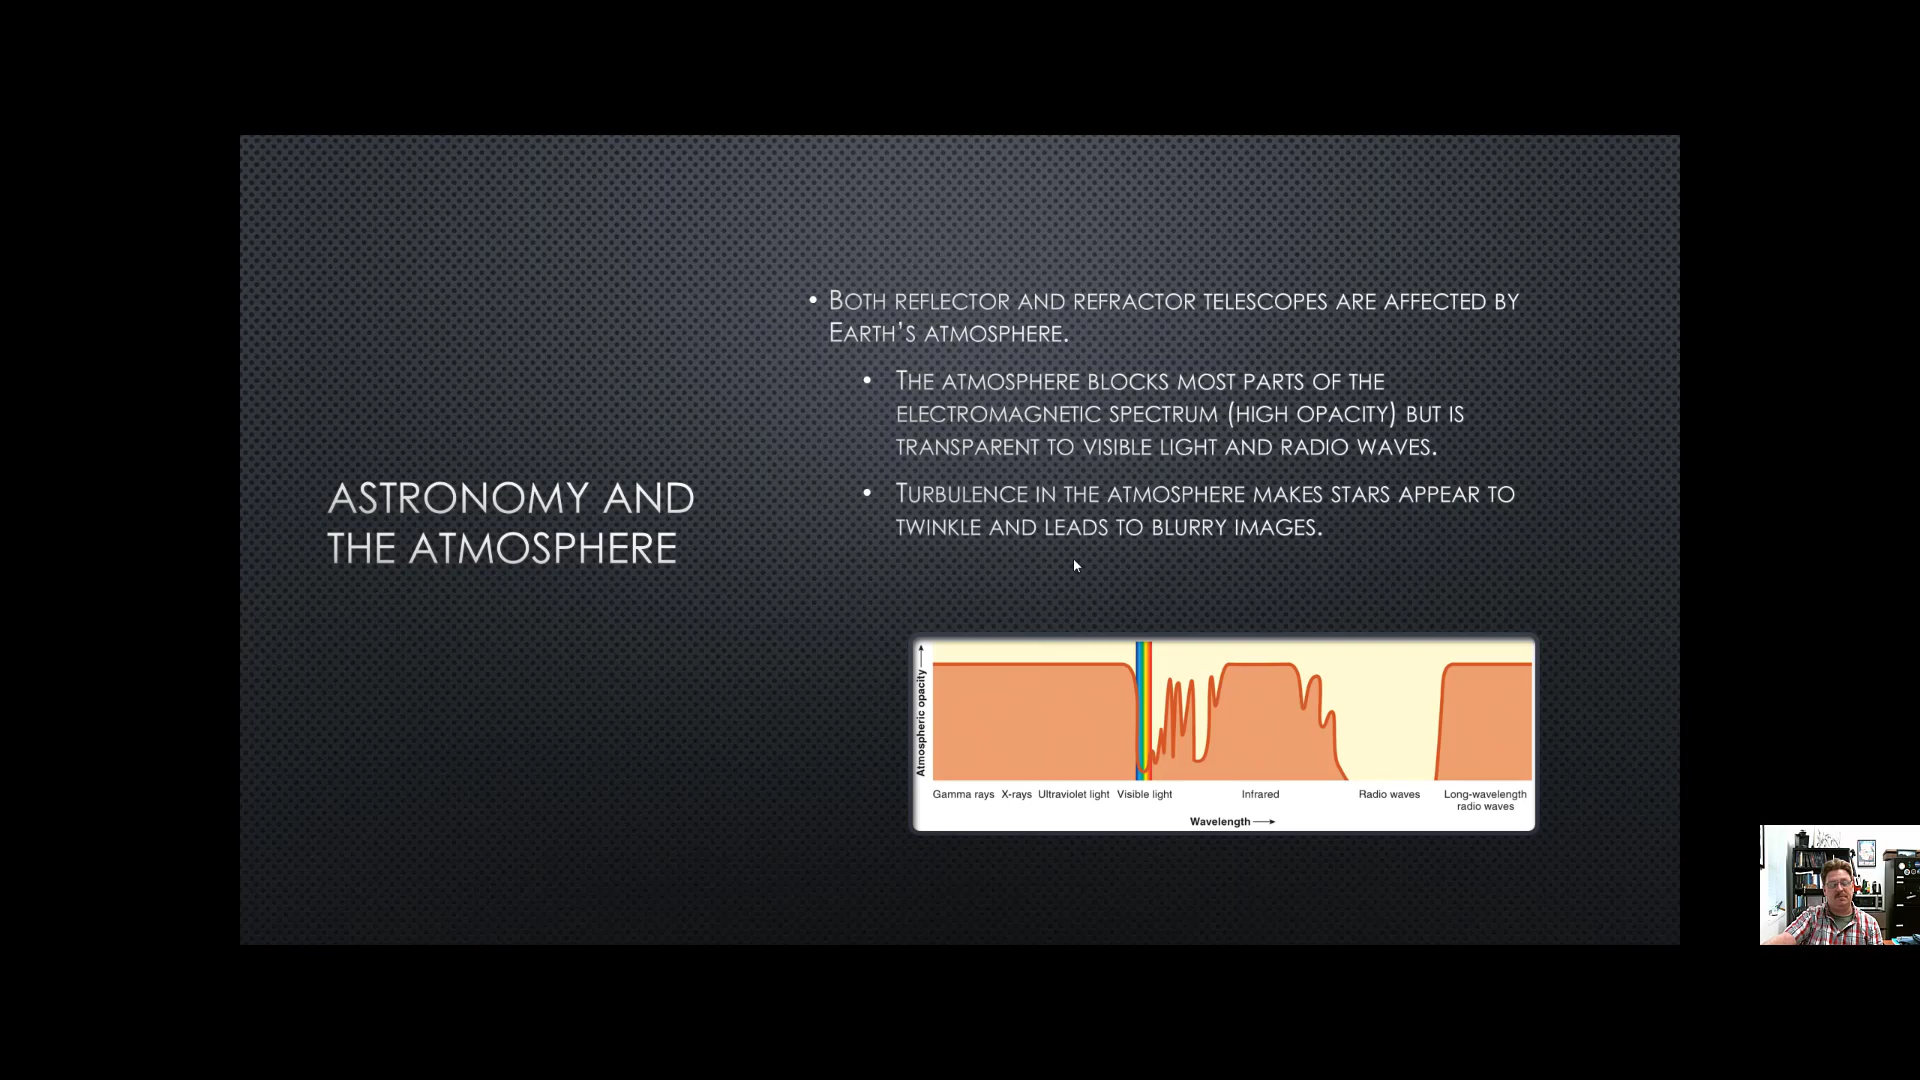 ASTRONOMY AND
THE ATMOSPHERE
• BOTH REFLECTOR AND REFRACTOR TELESCOPES ARE AFFECTED BY
EARTH’S ATMOSPHERE.
• THE ATMOSPHERE BLOCKS MOST PARTS OF THE
ELECTROMAGNETIC SPECTRUM (HIGH OPACITY) BUT IS
TRANSPARENT TO VISIBLE LIGHT AND RADIO WAVES.
• TURBULENCE IN THE ATMOSPHERE MAKES STARS APPEAR TO
TWINKLE AND LEADS TO BLURRY IMAGES.
Atmospheric opacity
Gamma rays X-rays Ultraviolet light Visible light Infrared Radio waves Long-wavelength
radio waves
Wavelength